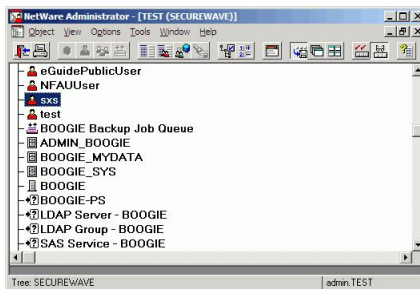 NetWare Administrator - [TEST (SECUREWAVE)]
Object View Options Tools Window Help
eGuidePublicUser
NFAUUser
sxs
test
BOOGIE Backup Job Queue
ADMIN_BOOGIE
BOOGIE_MYDATA
BOOGIE_SYS
BOOGIE
BOOGIE-PS
LDAP Server - BOOGIE
LDAP Group - BOOGIE
SAS Service - BOOGIE
Tree: SECUREWAVE admin.TEST